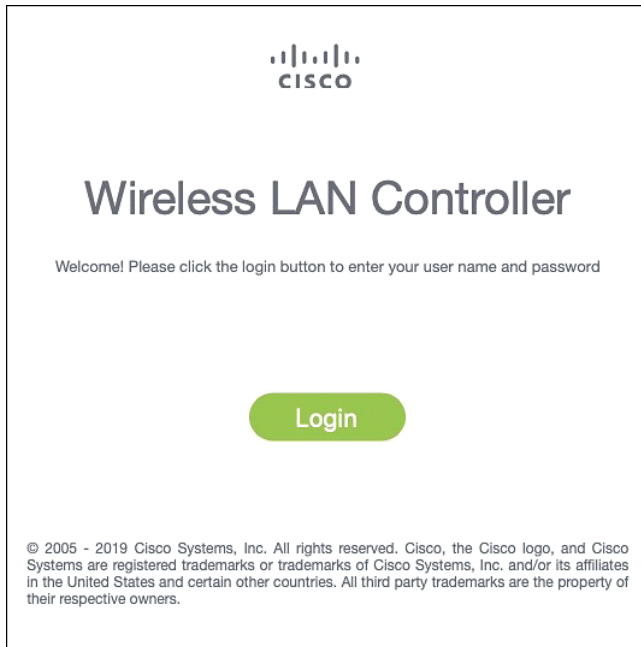 CISCO
Wireless LAN Controller
Welcome! Please click the login button to enter your user name and password
Login
© 2005 - 2019 Cisco Systems, Inc. All rights reserved. Cisco, the Cisco logo, and Cisco
Systems are registered trademarks or trademarks of Cisco Systems, Inc. and/or its affiliates
in the United States and certain other countries. All third party trademarks are the property of
their respective owners.